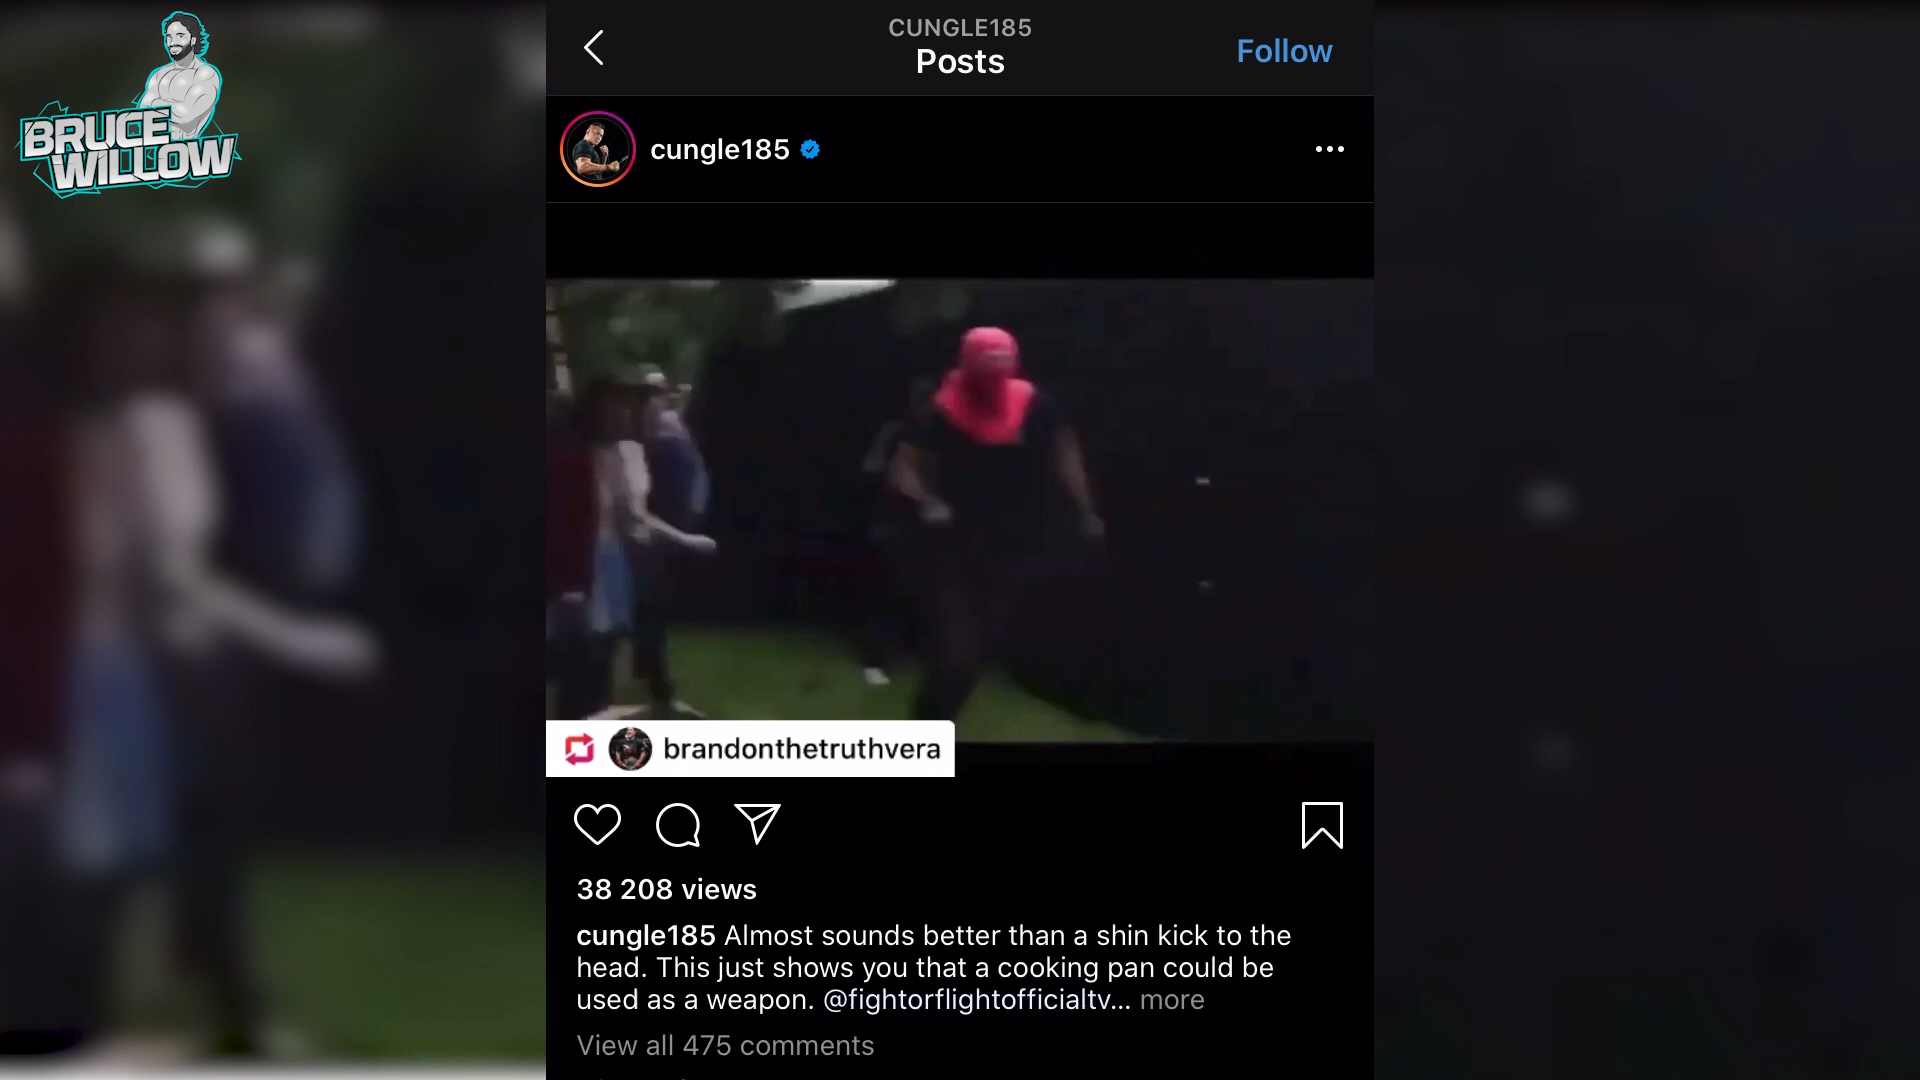 BRUCE
WILLOW
CUNGLE185
Posts
Follow
cungle185
brandonthetruthvera
38 208 views
cungle185 Almost sounds better than a shin kick to the
head. This just shows you that a cooking pan could be
used as a weapon. @fightorflightofficialtv... more
View all 475 comments